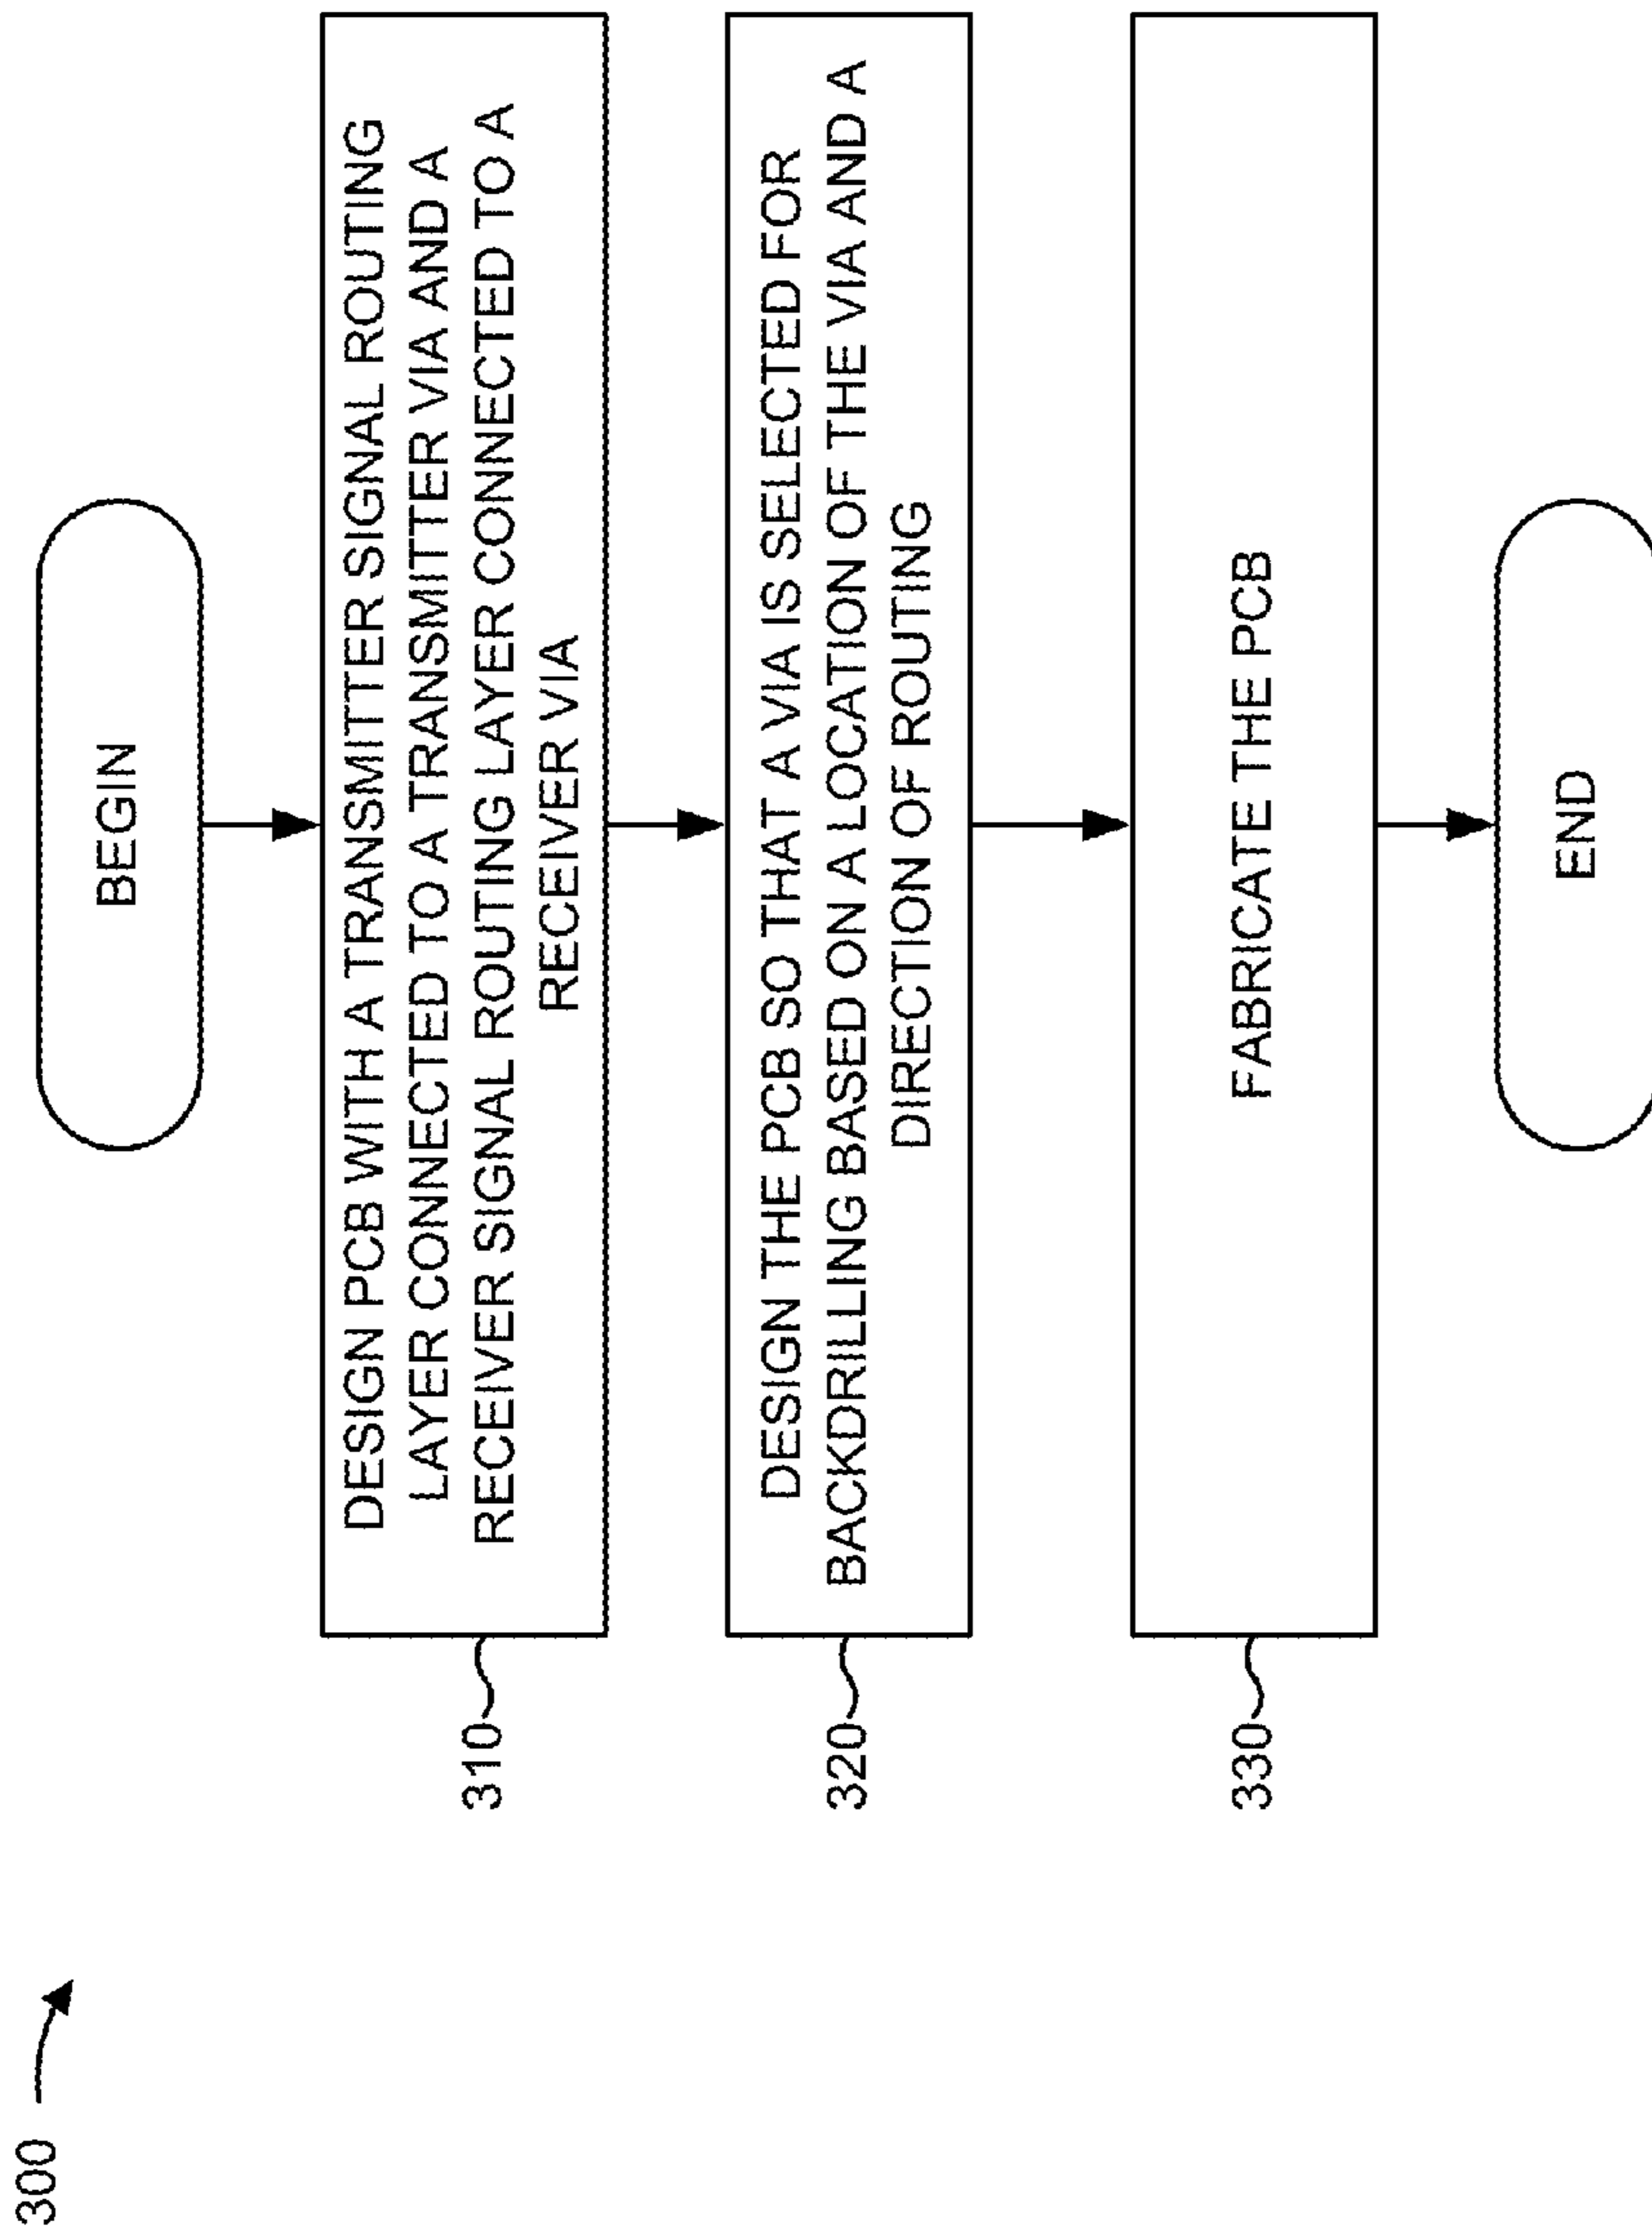 300
BEGIN
310
DESIGN PCB WITH A TRANSMITTER SIGNAL ROUTING
LAYER CONNECTED TO A TRANSMITTER VIA AND A
RECEIVER SIGNAL ROUTING LAYER CONNECTED TO A
RECEIVER VIA
320
DESIGN THE PCB SO THAT A VIA IS SELECTED FOR
BACKDRILLING BASED ON A LOCATION OF THE VIA AND A
DIRECTION OF ROUTING
330
FABRICATE THE PCB
END